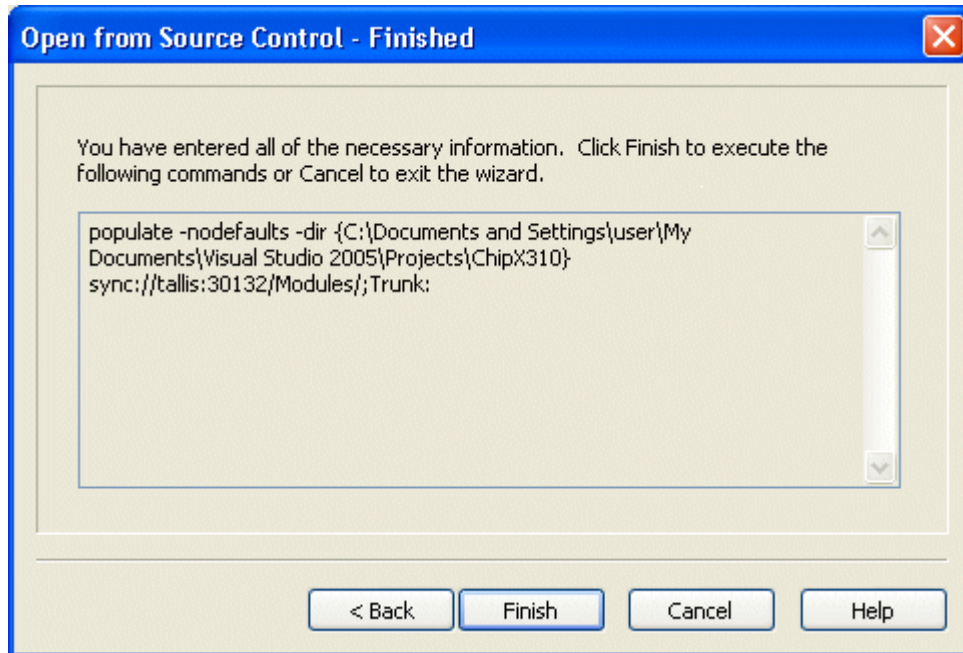 Open from Source Control - Finished
You have entered all of the necessary information.  Click Finish to execute the
following commands or Cancel to exit the wizard.
populate -nodefaults -dir {C:\Documents and Settings\user\My
Documents\Visual Studio 2005\Projects\ChipX310}
sync://tallis:30132/Modules/;Trunk:
< Back
Finish
Cancel
Help